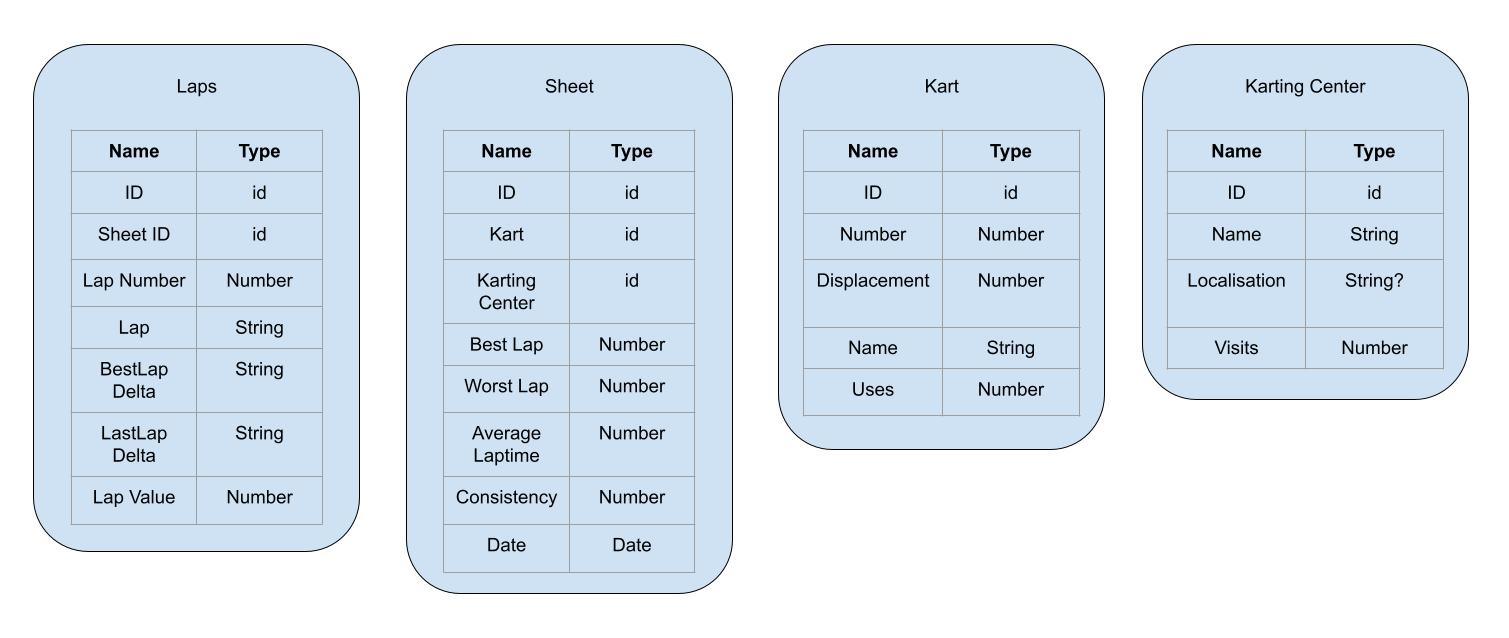 Laps
Name Type
ID id
Sheet ID id
Lap Number Number
Lap String
BestLap String
Delta
LastLap String
Delta
Lap Value Number
Sheet
Name Type
ID id
Kart id
Karting id
Center
Best Lap Number
Worst Lap Number
Average Number
Laptime
Consistency Number
Date Date
Kart
Name Type
ID id
Number Number
Displacement Number
Name String
Uses Number
Karting Center
Name Type
ID id
Name String
Localisation String?
Visits Number